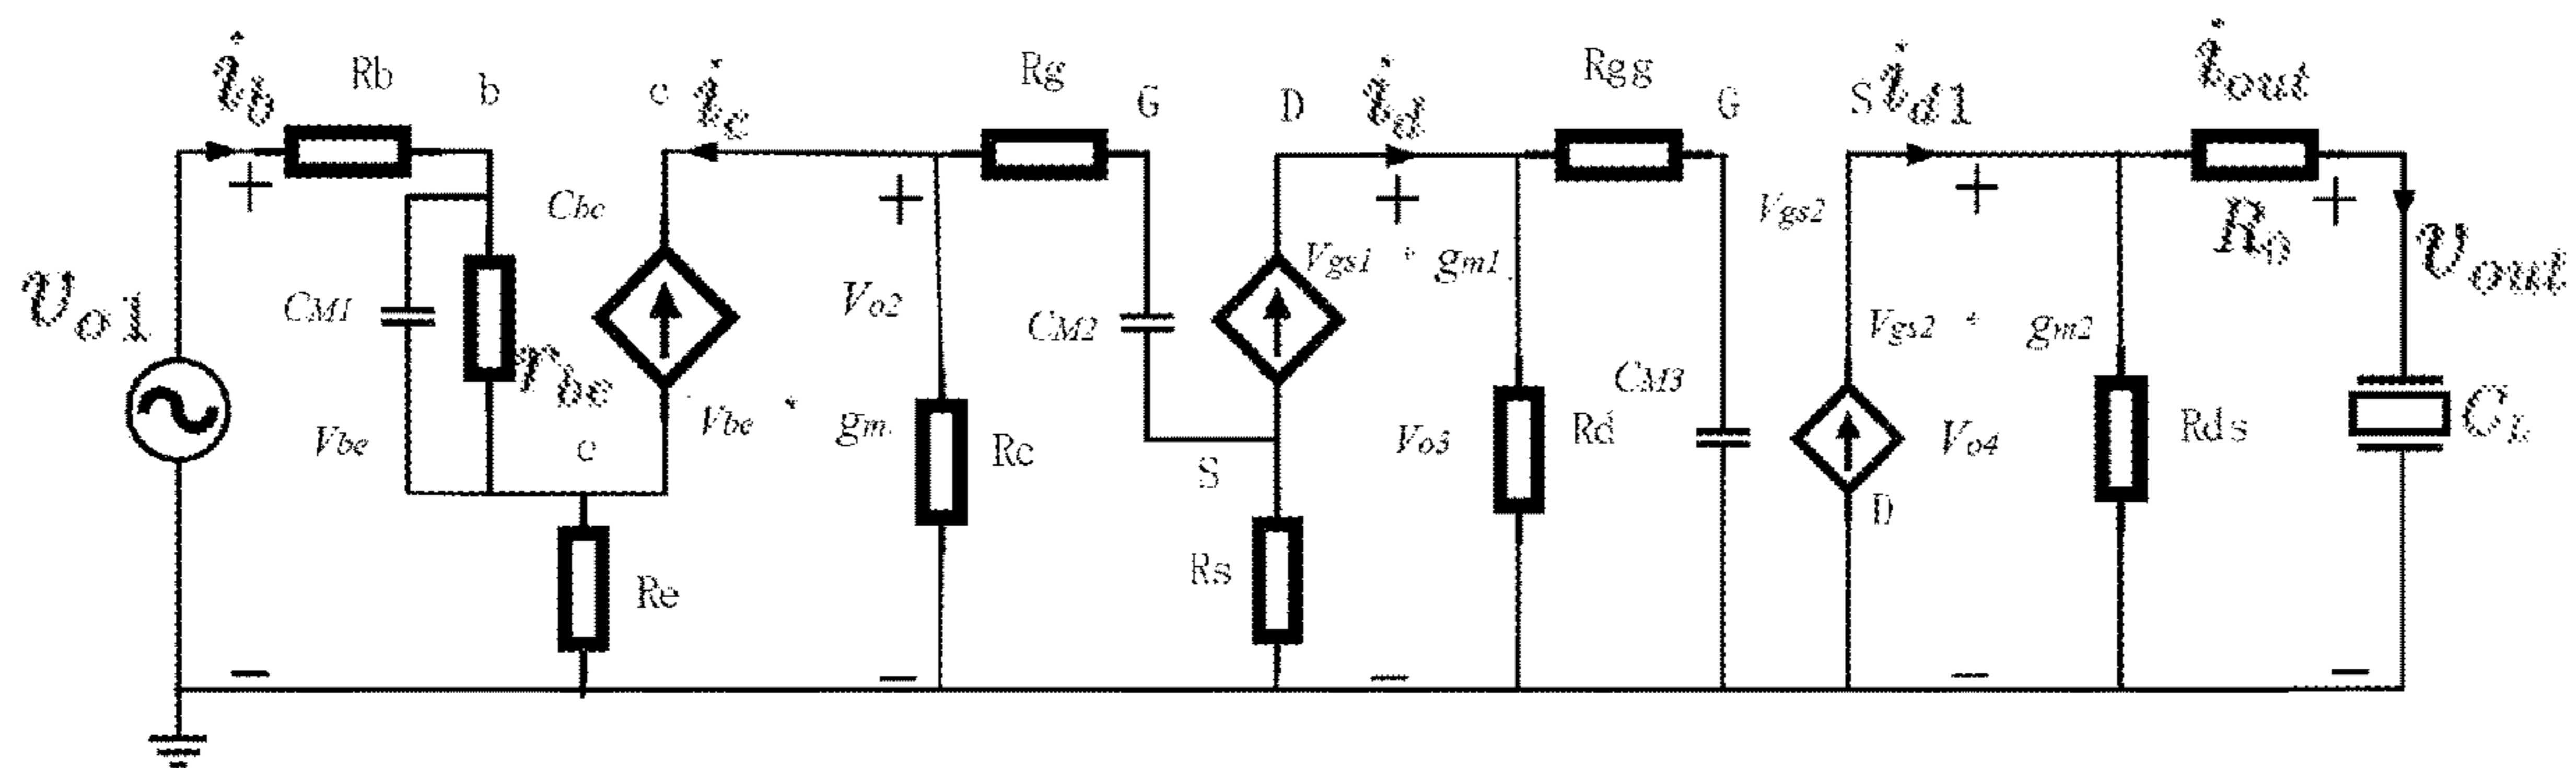 i_b
Rb
b
c
i_c
Rg
G
D
i_d
Rgg
G
S
i_d1
i_out
+
Cbc
+
+
Vgs2
+
R_0
+
v_o1
CM1
r_be
Vbe
e
Vbe * gm
Vo2
Rc
CM2
Vgs1 * gm1
S
Vo3
Rd
CM3
Vgs2 * gm2
Vo4
D
Rds
v_out
C_L
Re
Rs
−
−
−
−
−